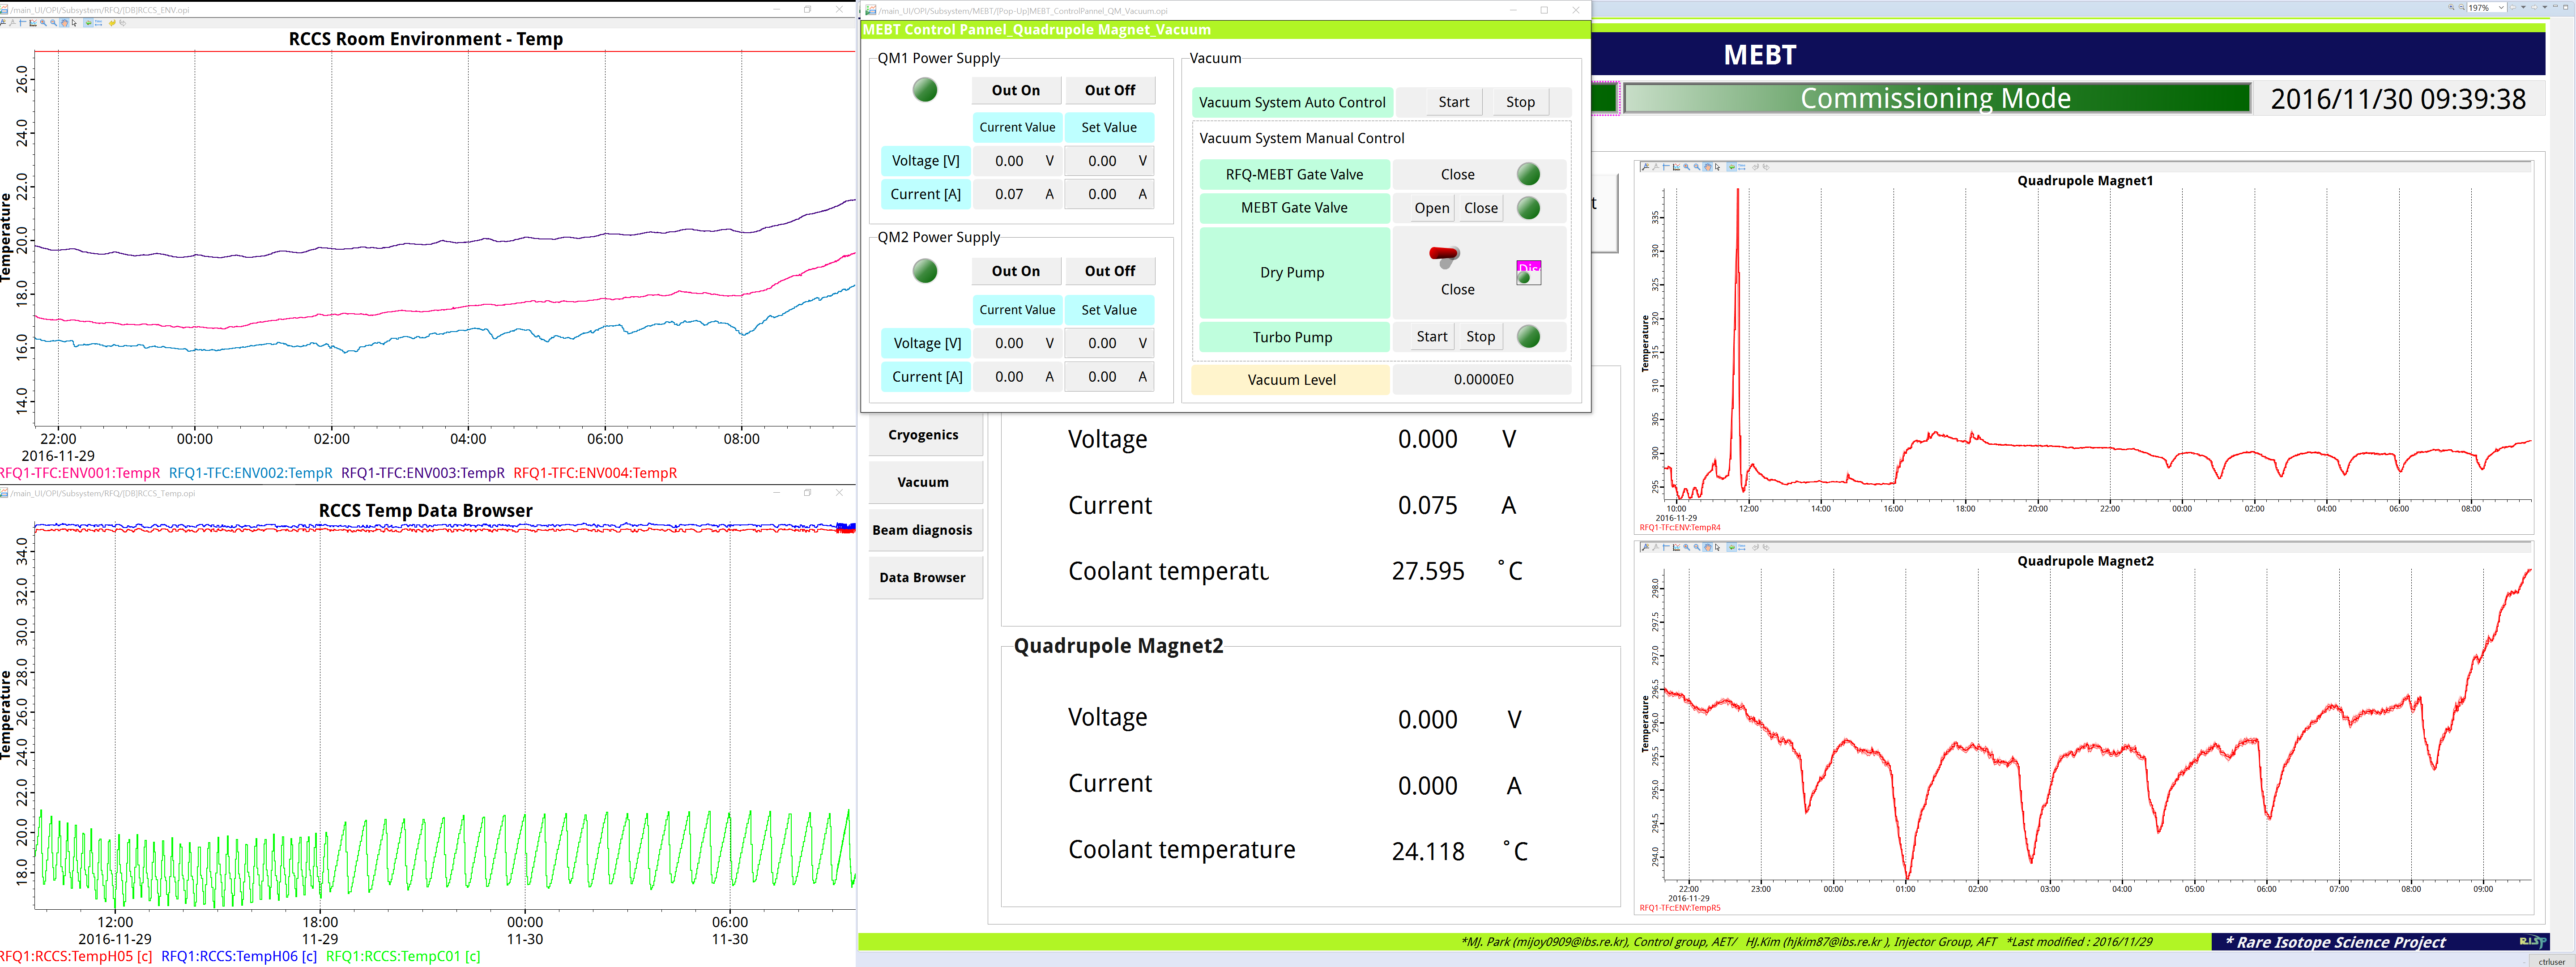 /main_UI/OPI/Subsystem/RFQ/[DB]RCCS_ENV.opi
RCCS Room Environment - Temp
Temperature
26.0
24.0
22.0
20.0
18.0
16.0
14.0
22:00 00:00 02:00 04:00 06:00 08:00
2016-11-29
RFQ1-TFC:ENV001:TempR RFQ1-TFC:ENV002:TempR RFQ1-TFC:ENV003:TempR RFQ1-TFC:ENV004:TempR
/main_UI/OPI/Subsystem/RFQ/[DB]RCCS_Temp.opi
RCCS Temp Data Browser
Temperature
34.0
32.0
30.0
28.0
26.0
24.0
22.0
20.0
18.0
12:00 18:00 00:00 06:00
2016-11-29 11-29 11-30 11-30
RFQ1:RCCS:TempH05 [c] RFQ1:RCCS:TempH06 [c] RFQ1:RCCS:TempC01 [c]
/main_UI/OPI/Subsystem/MEBT/[Pop-Up]MEBT_ControlPannel_QM_Vacuum.opi
MEBT Control Pannel_Quadrupole Magnet_Vacuum
QM1 Power Supply
Out On Out Off
Current Value Set Value
Voltage [V] 0.00 V 0.00 V
Current [A] 0.07 A 0.00 A
QM2 Power Supply
Out On Out Off
Current Value Set Value
Voltage [V] 0.00 V 0.00 V
Current [A] 0.00 A 0.00 A
Vacuum
Vacuum System Auto Control Start Stop
Vacuum System Manual Control
RFQ-MEBT Gate Valve Close
MEBT Gate Valve Open Close
Dry Pump
Close
Turbo Pump Start Stop
Vacuum Level 0.0000E0
197%
MEBT
Commissioning Mode 2016/11/30 09:39:38
t
Cryogenics
Vacuum
Beam diagnosis
Data Browser
Voltage 0.000 V
Current 0.075 A
Coolant temperatu 27.595 °C
Quadrupole Magnet2
Voltage 0.000 V
Current 0.000 A
Coolant temperature 24.118 °C
Quadrupole Magnet1
Temperature
335
330
325
320
315
310
305
300
295
10:00 12:00 14:00 16:00 18:00 20:00 22:00 00:00 02:00 04:00 06:00 08:00
2016-11-29
RFQ1-TFc:ENV:TempR4
Quadrupole Magnet2
Temperature
298.0
297.5
297.0
296.5
296.0
295.5
295.0
294.5
294.0
22:00 23:00 00:00 01:00 02:00 03:00 04:00 05:00 06:00 07:00 08:00 09:00
2016-11-29
RFQ1-TFc:ENV:TempR5
*MJ. Park (mijoy0909@ibs.re.kr), Control group, AET/ HJ.Kim (hjkim87@ibs.re.kr ), Injector Group, AFT *Last modified : 2016/11/29
* Rare Isotope Science Project
RISP
ctrluser